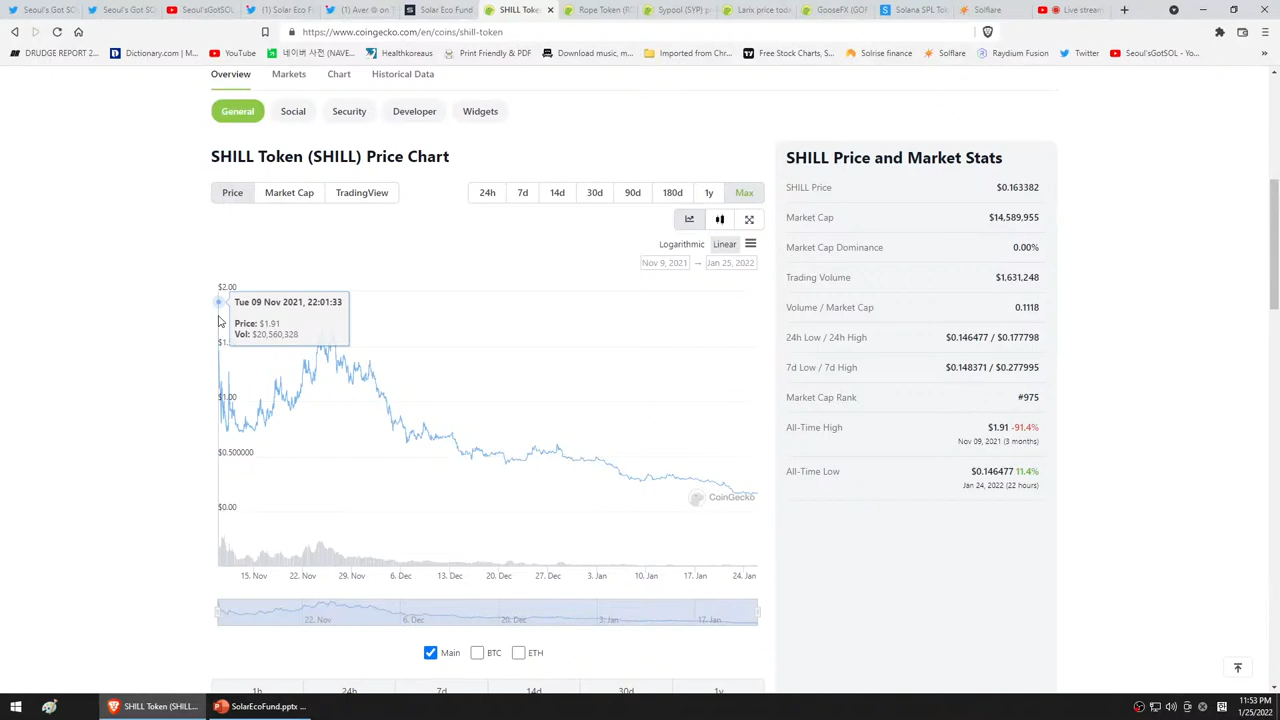 Seoul's Got SO
Seoul's Got SO
Seoul'sGotSOL
(1) Solar Eco F
(1) Aver @ on T
Solar Eco Fund
SHILL Toke
Rope Token (R
Sypool (SYP) p
Larix price tod
GooseFX (GOF
Solana SPL Tok
Solflare
Live stream
https://www.coingecko.com/en/coins/shill-token
DRUDGE REPORT 2...
Dictionary.com | M...
YouTube
네이버 사전 (NAVE...
Healthkoreaus
Print Friendly & PDF
Download music, m...
Imported from Chr...
Free Stock Charts, S...
Solrise finance
Solflare
Raydium Fusion
Twitter
Seoul'sGotSOL - Yo...
Overview
Markets
Chart
Historical Data
General
Social
Security
Developer
Widgets
SHILL Token (SHILL) Price Chart
Price
Market Cap
TradingView
24h
7d
14d
30d
90d
180d
1y
Max
Logarithmic
Linear
Nov 9, 2021 → Jan 25, 2022
$2.00
Tue 09 Nov 2021, 22:01:33
Price: $1.91
Vol: $20,560,328
$1.00
$0.500000
$0.00
CoinGecko
15. Nov
22. Nov
29. Nov
6. Dec
13. Dec
20. Dec
27. Dec
3. Jan
10. Jan
17. Jan
24. Jan
22. Nov
6. Dec
20. Dec
3. Jan
17. Jan
Main
BTC
ETH
1h
24h
7d
14d
30d
1y
SHILL Price and Market Stats
SHILL Price $0.163382
Market Cap $14,589,955
Market Cap Dominance 0.00%
Trading Volume $1,631,248
Volume / Market Cap 0.1118
24h Low / 24h High $0.146477 / $0.177798
7d Low / 7d High $0.148371 / $0.277995
Market Cap Rank #975
All-Time High $1.91 -91.4%
Nov 09, 2021 (3 months)
All-Time Low $0.146477 11.4%
Jan 24, 2022 (22 hours)
SHILL Token (SHILL...
SolarEcoFund.pptx ...
11:53 PM
1/25/2022